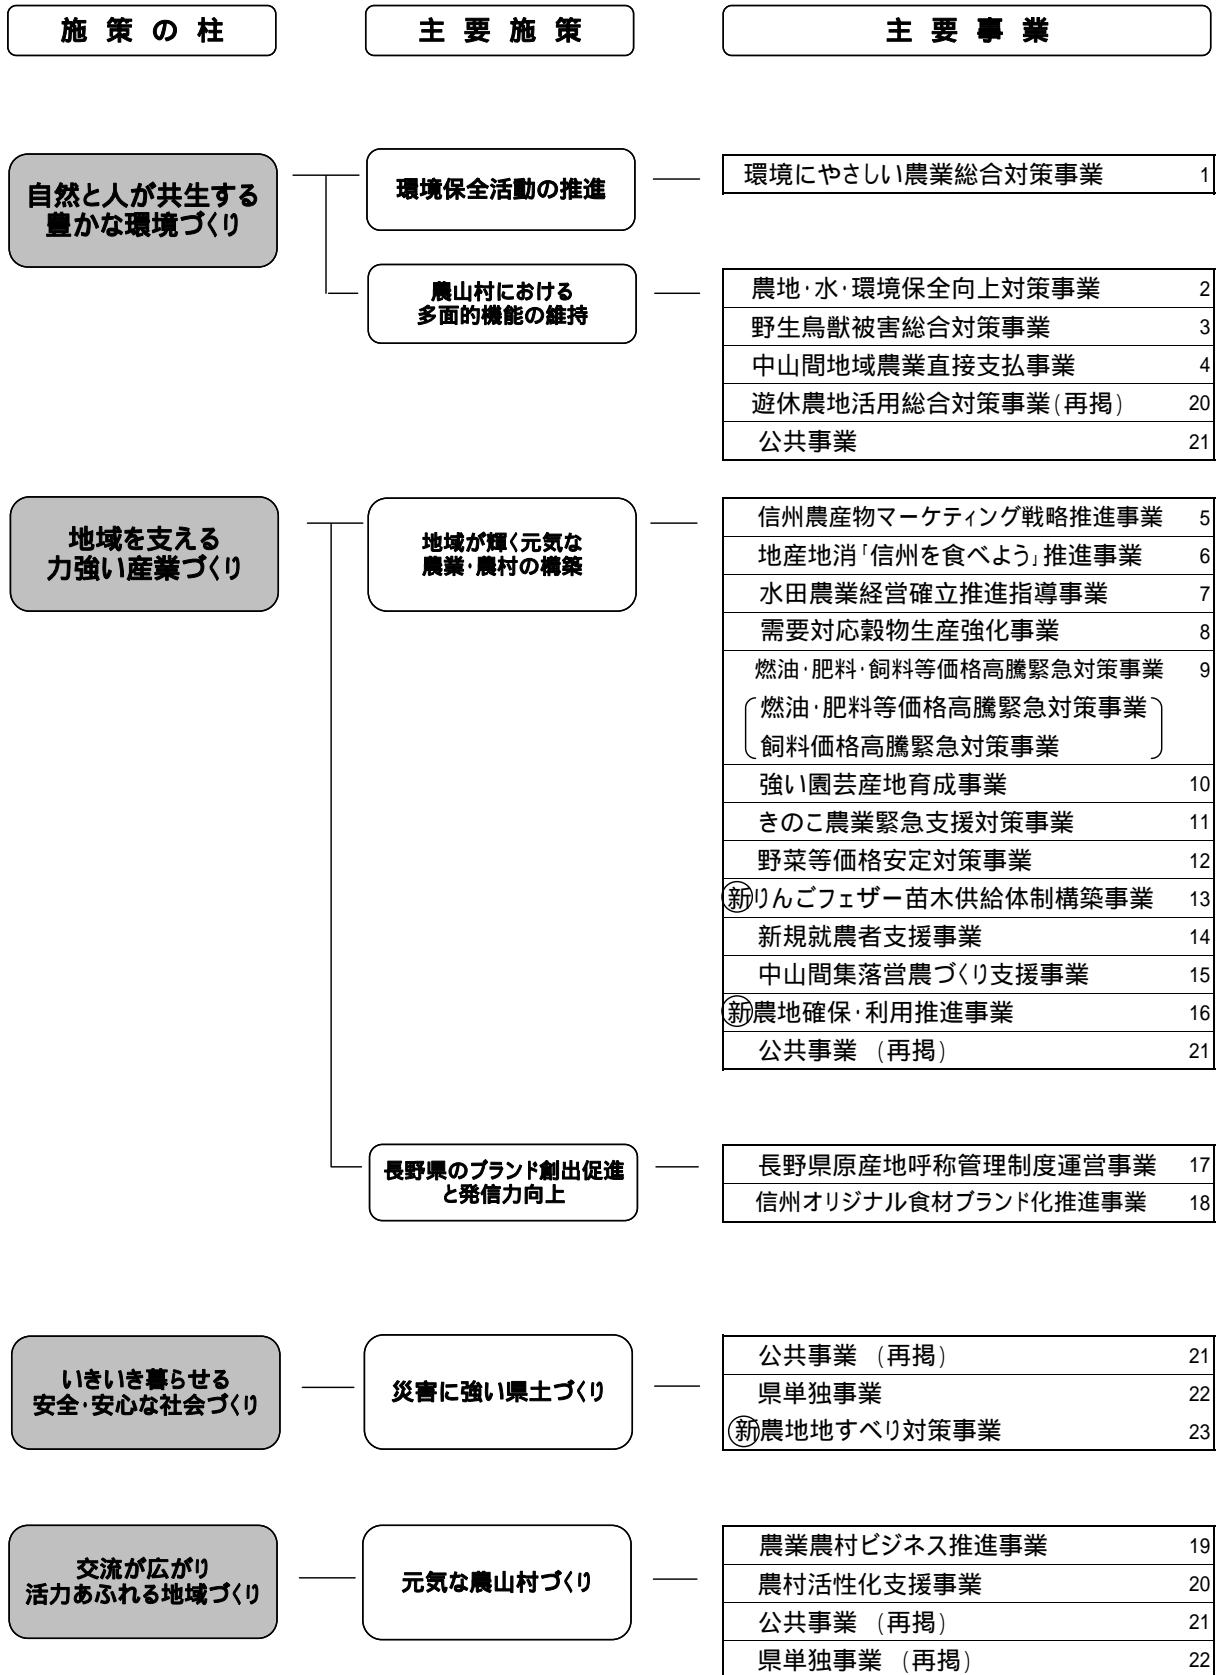 施策の柱
主要施策
主要事業
自然と人が共生する
豊かな環境づくり
環境保全活動の推進
環境にやさしい農業総合対策事業 1
農山村における
多面的機能の維持
農地・水・環境保全向上対策事業 2
野生鳥獣被害総合対策事業 3
中山間地域農業直接支払事業 4
遊休農地活用総合対策事業(再掲) 20
公共事業 21
地域を支える
力強い産業づくり
地域が輝く元気な
農業・農村の構築
信州農産物マーケティング戦略推進事業 5
地産地消「信州を食べよう」推進事業 6
水田農業経営確立推進指導事業 7
需要対応穀物生産強化事業 8
燃油・肥料・飼料等価格高騰緊急対策事業 9
燃油・肥料等価格高騰緊急対策事業
飼料価格高騰緊急対策事業
強い園芸産地育成事業 10
きのこ農業緊急支援対策事業 11
野菜等価格安定対策事業 12
新りんごフェザー苗木供給体制構築事業 13
新規就農者支援事業 14
中山間集落営農づくり支援事業 15
新農地確保・利用推進事業 16
公共事業 (再掲) 21
長野県のブランド創出促進
と発信力向上
長野県原産地呼称管理制度運営事業 17
信州オリジナル食材ブランド化推進事業 18
いきいき暮らせる
安全・安心な社会づくり
災害に強い県土づくり
公共事業 (再掲) 21
県単独事業 22
新農地地すべり対策事業 23
交流が広がり
活力あふれる地域づくり
元気な農山村づくり
農業農村ビジネス推進事業 19
農村活性化支援事業 20
公共事業 (再掲) 21
県単独事業 (再掲) 22